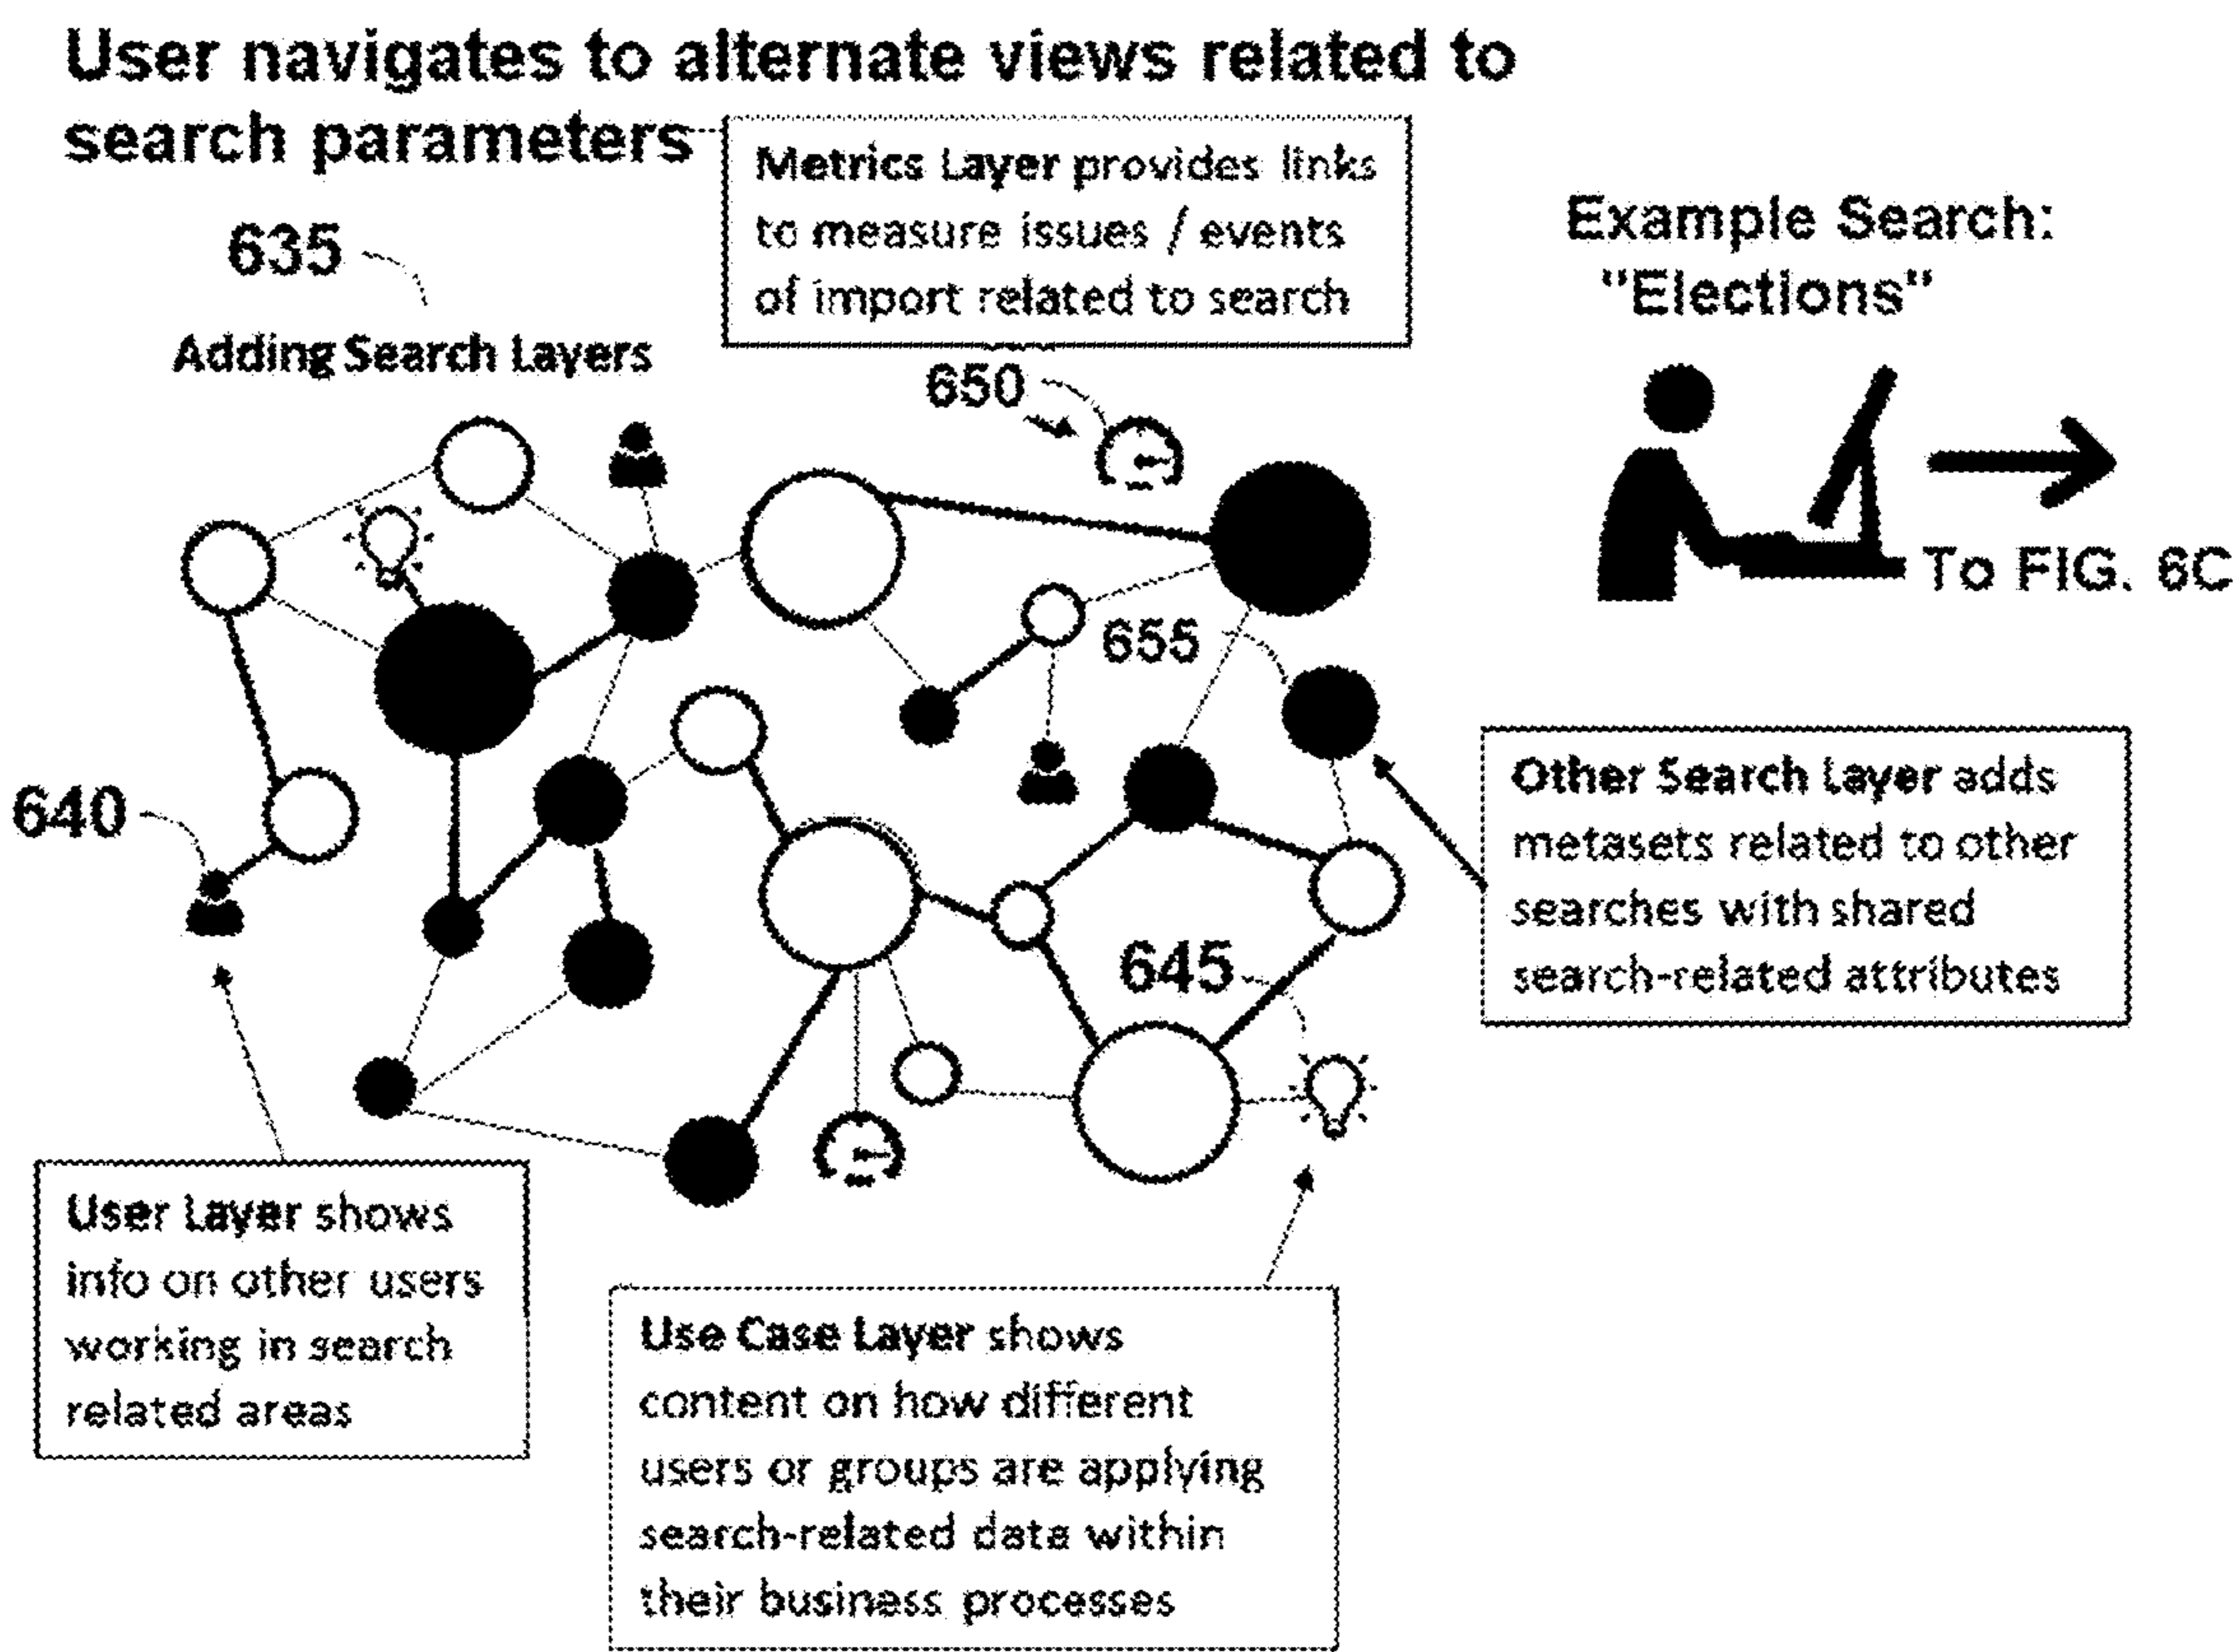 User navigates to alternate views related to
search parameters
Metrics Layer provides links
to measure issues / events
of import related to search
Example Search:
"Elections"
635
Adding Search Layers
650
To FIG. 6C
655
640
Other Search Layer adds
metasets related to other
searches with shared
search-related attributes
645
User Layer shows
info on other users
working in search
related areas
Use Case Layer shows
content on how different
users or groups are applying
search-related data within
their business processes